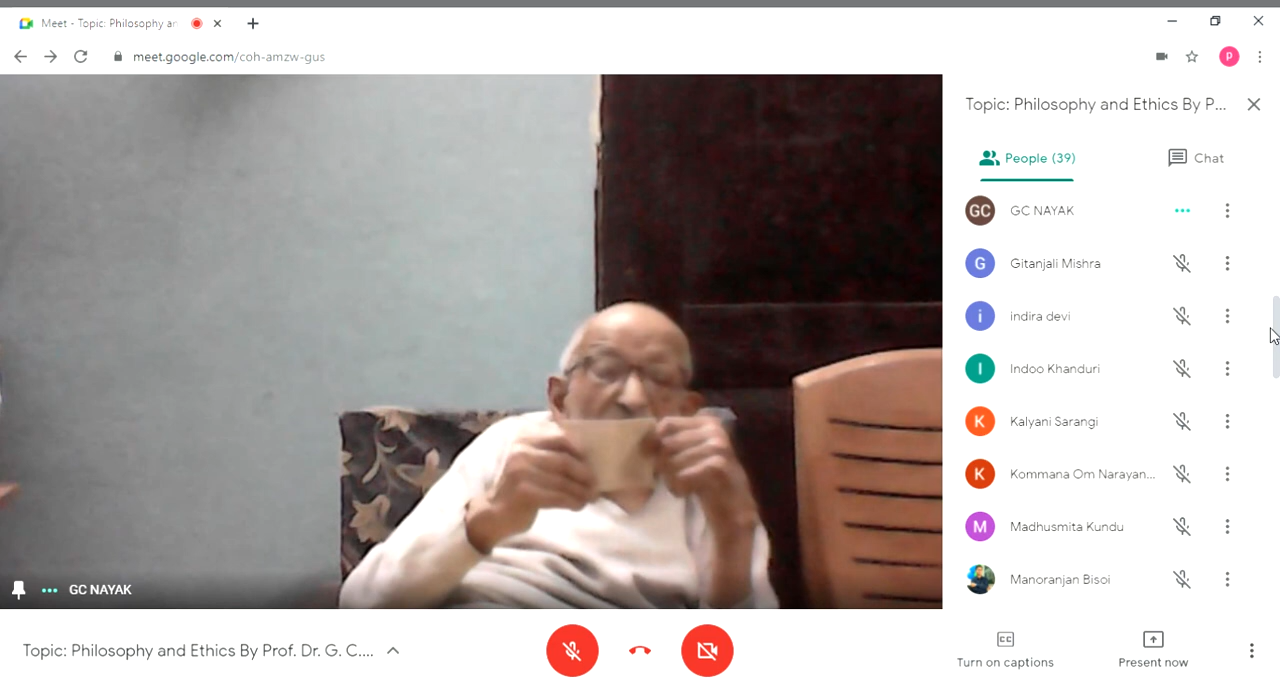 Meet - Topic: Philosophy an
meet.google.com/coh-amzw-gus
P
Topic: Philosophy and Ethics By P...
People (39)
Chat
GC GC NAYAK
G Gitanjali Mishra
i indira devi
I Indoo Khanduri
K Kalyani Sarangi
K Kommana Om Narayan...
M Madhusmita Kundu
Manoranjan Bisoi
GC NAYAK
Topic: Philosophy and Ethics By Prof. Dr. G. C....
CC
Turn on captions
Present now